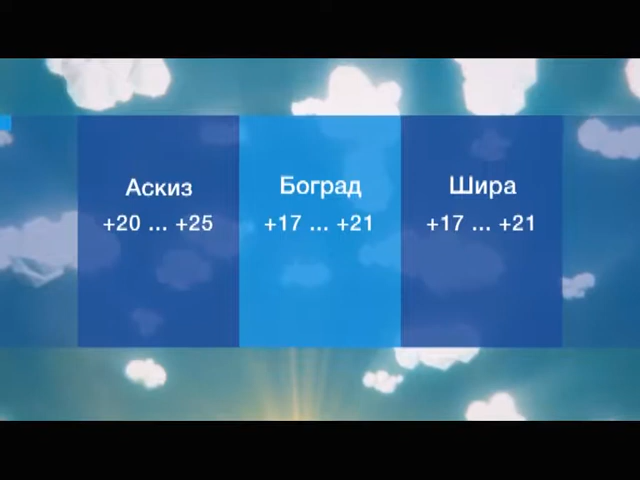 Аскиз
+20 ... +25
Боград
+17 ... +21
Шира
+17 ... +21